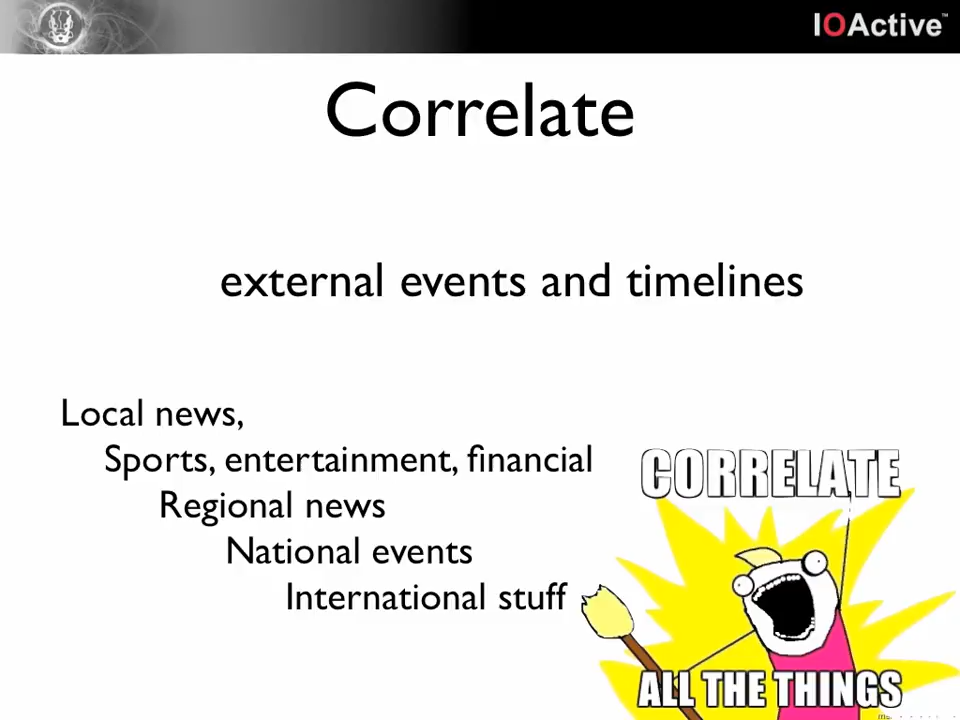 IOActive™
Correlate
external events and timelines
Local news,
Sports, entertainment, financial
Regional news
National events
International stuff
CORRELATE
ALL THE THINGS